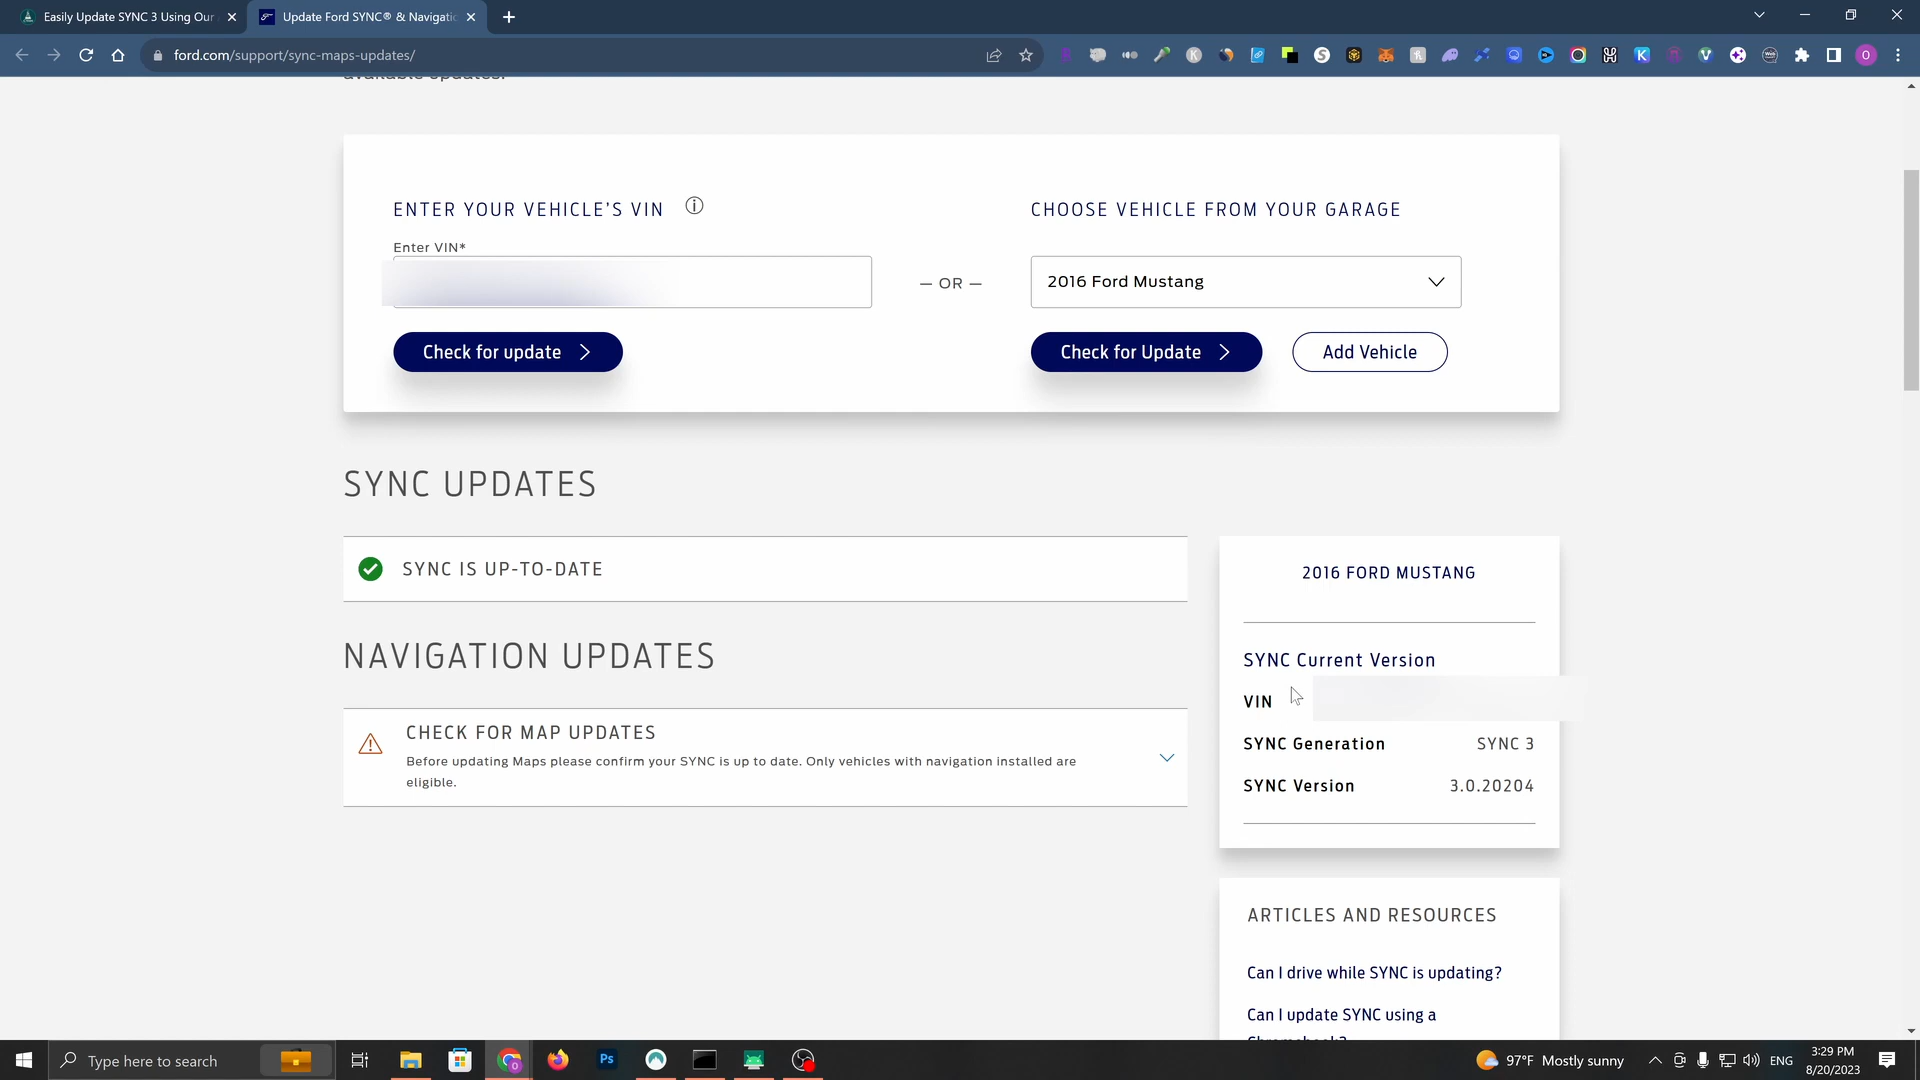 Easily Update SYNC 3 Using Our
Update Ford SYNC® & Navigatio
ford.com/support/sync-maps-updates/
available updates.
ENTER YOUR VEHICLE'S VIN
CHOOSE VEHICLE FROM YOUR GARAGE
Enter VIN*
— OR —
2016 Ford Mustang
Check for update
Check for Update
Add Vehicle
SYNC UPDATES
SYNC IS UP-TO-DATE
2016 FORD MUSTANG
NAVIGATION UPDATES
SYNC Current Version
VIN
CHECK FOR MAP UPDATES
Before updating Maps please confirm your SYNC is up to date. Only vehicles with navigation installed are
eligible.
SYNC Generation SYNC 3
SYNC Version 3.0.20204
ARTICLES AND RESOURCES
Can I drive while SYNC is updating?
Can I update SYNC using a
Chromebook?
Type here to search
97°F Mostly sunny
ENG
3:29 PM
8/20/2023